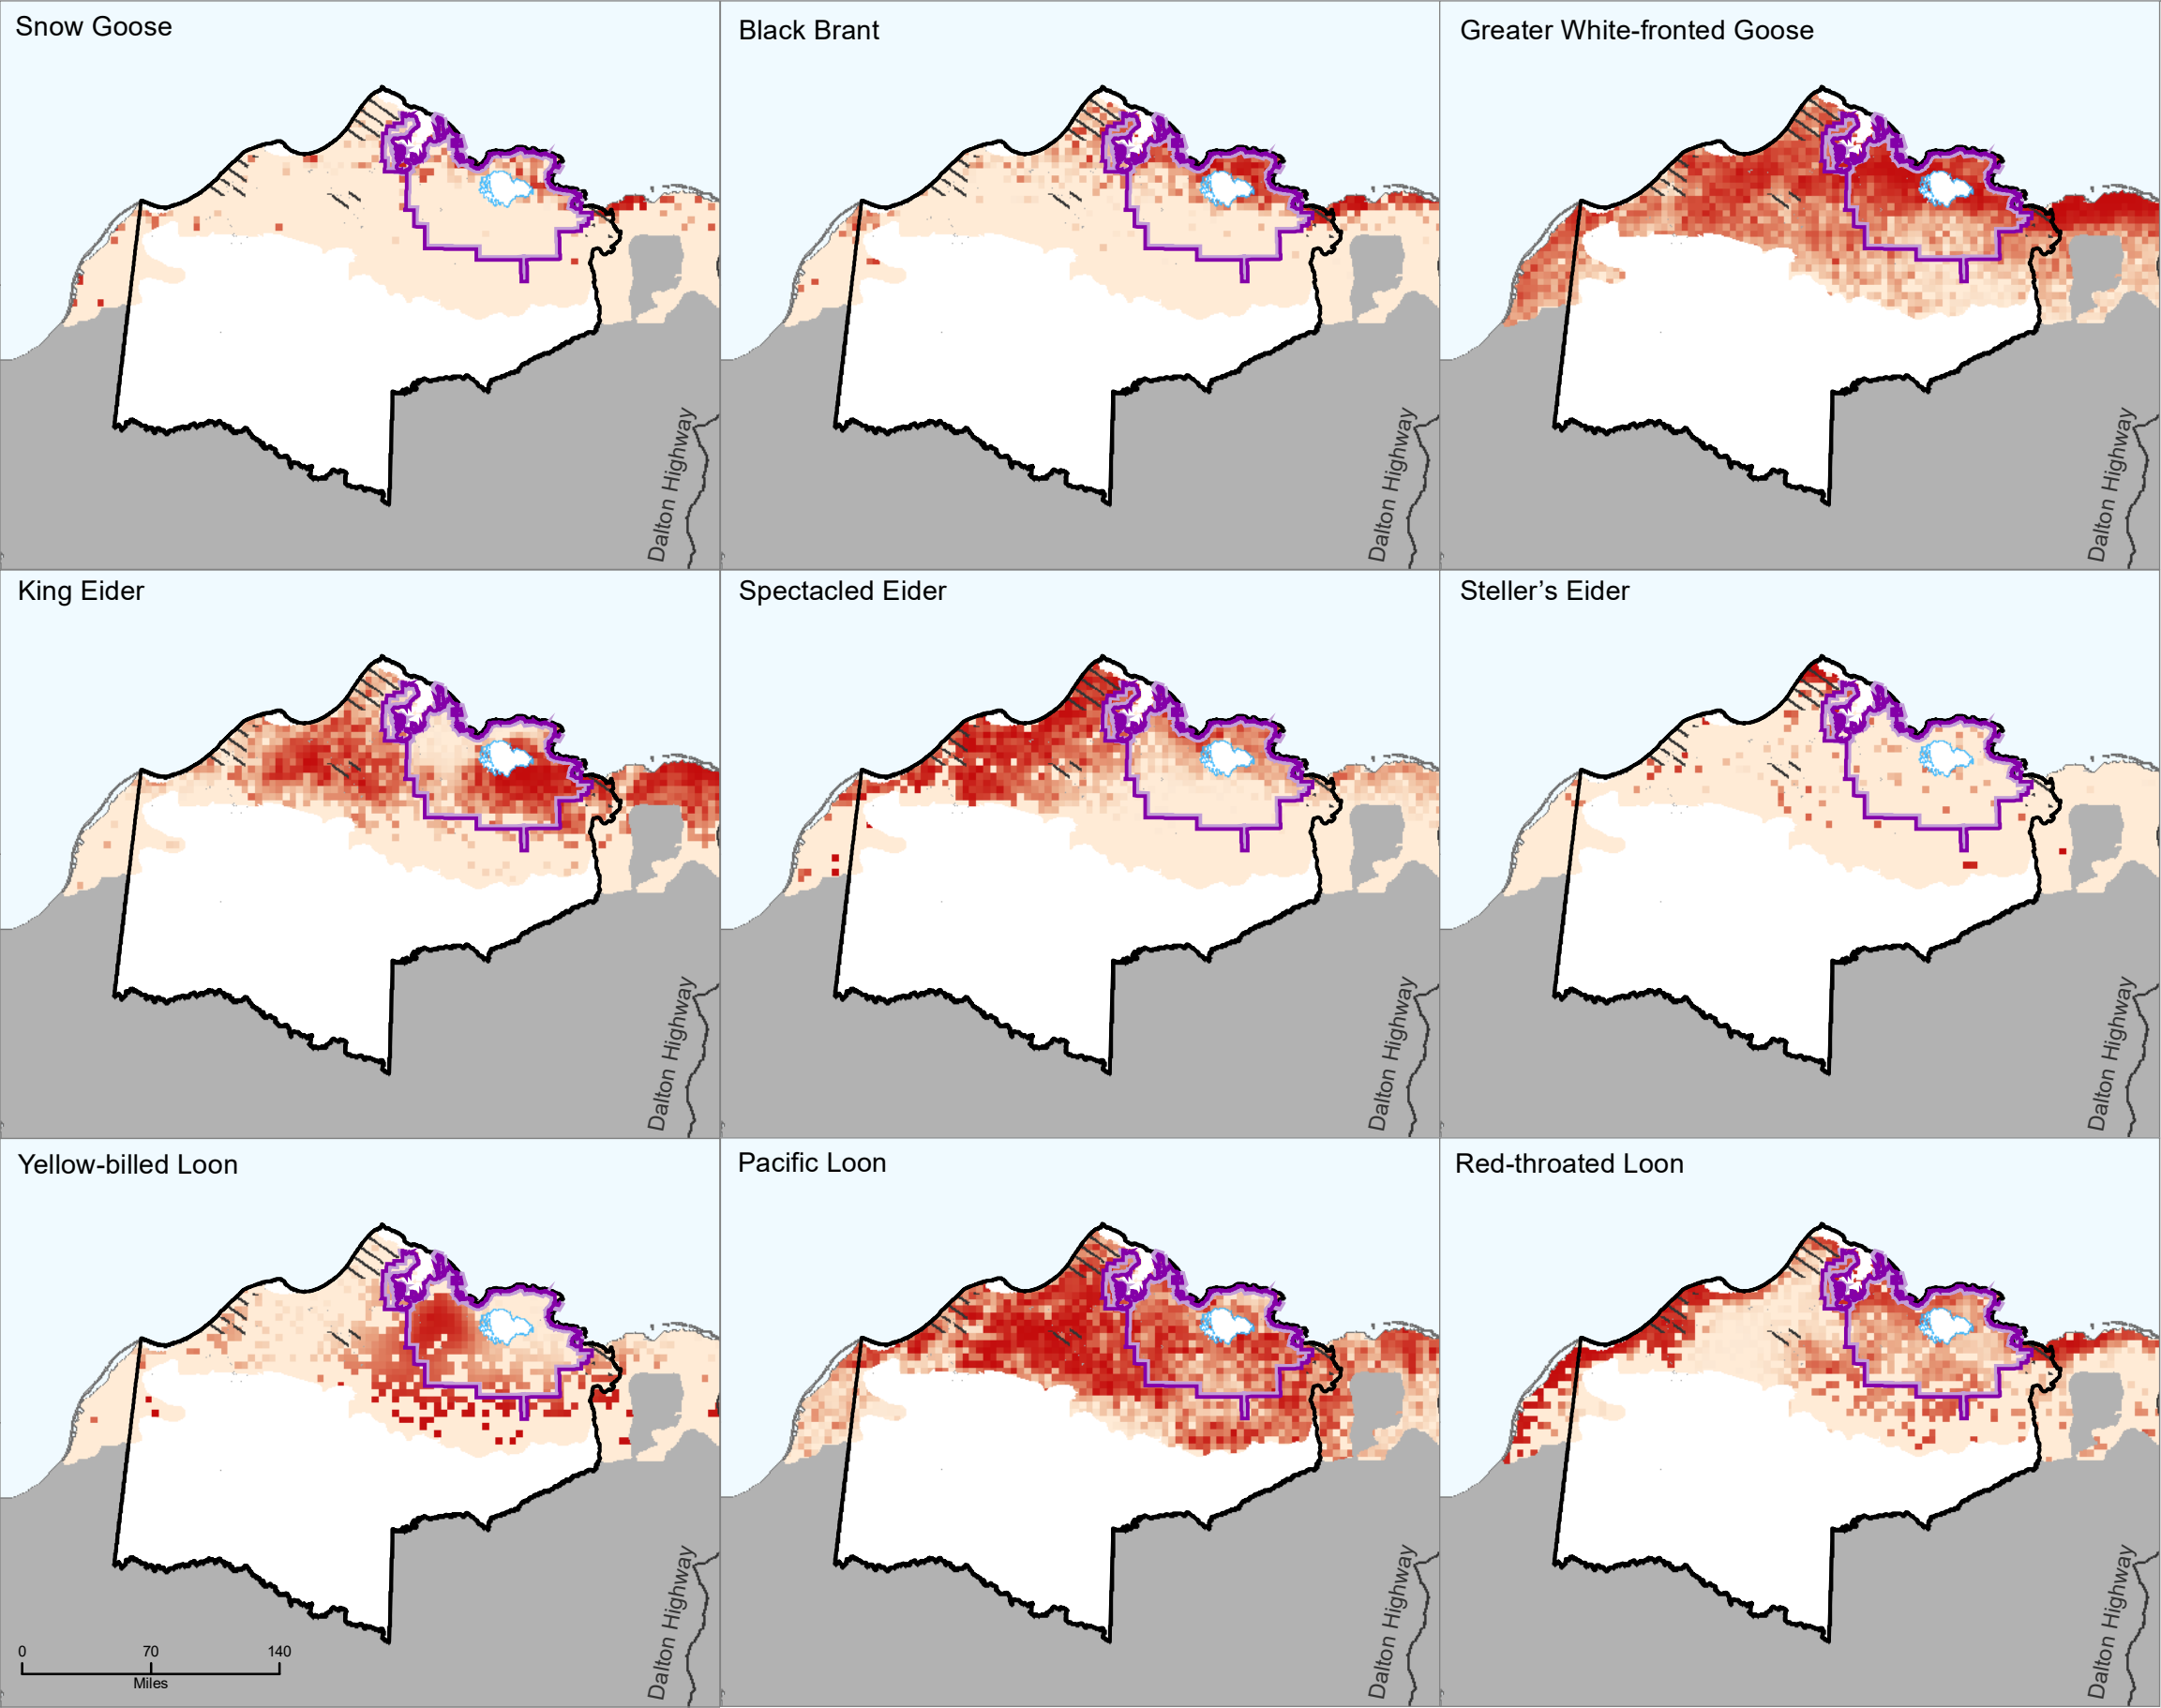 Snow Goose
Black Brant
Greater White-fronted Goose
Dalton Highway
Dalton Highway
Dalton Highway
King Eider
Spectacled Eider
Steller’s Eider
Dalton Highway
Dalton Highway
Dalton Highway
Yellow-billed Loon
Pacific Loon
Red-throated Loon
Dalton Highway
Dalton Highway
Dalton Highway
0 70 140
Miles